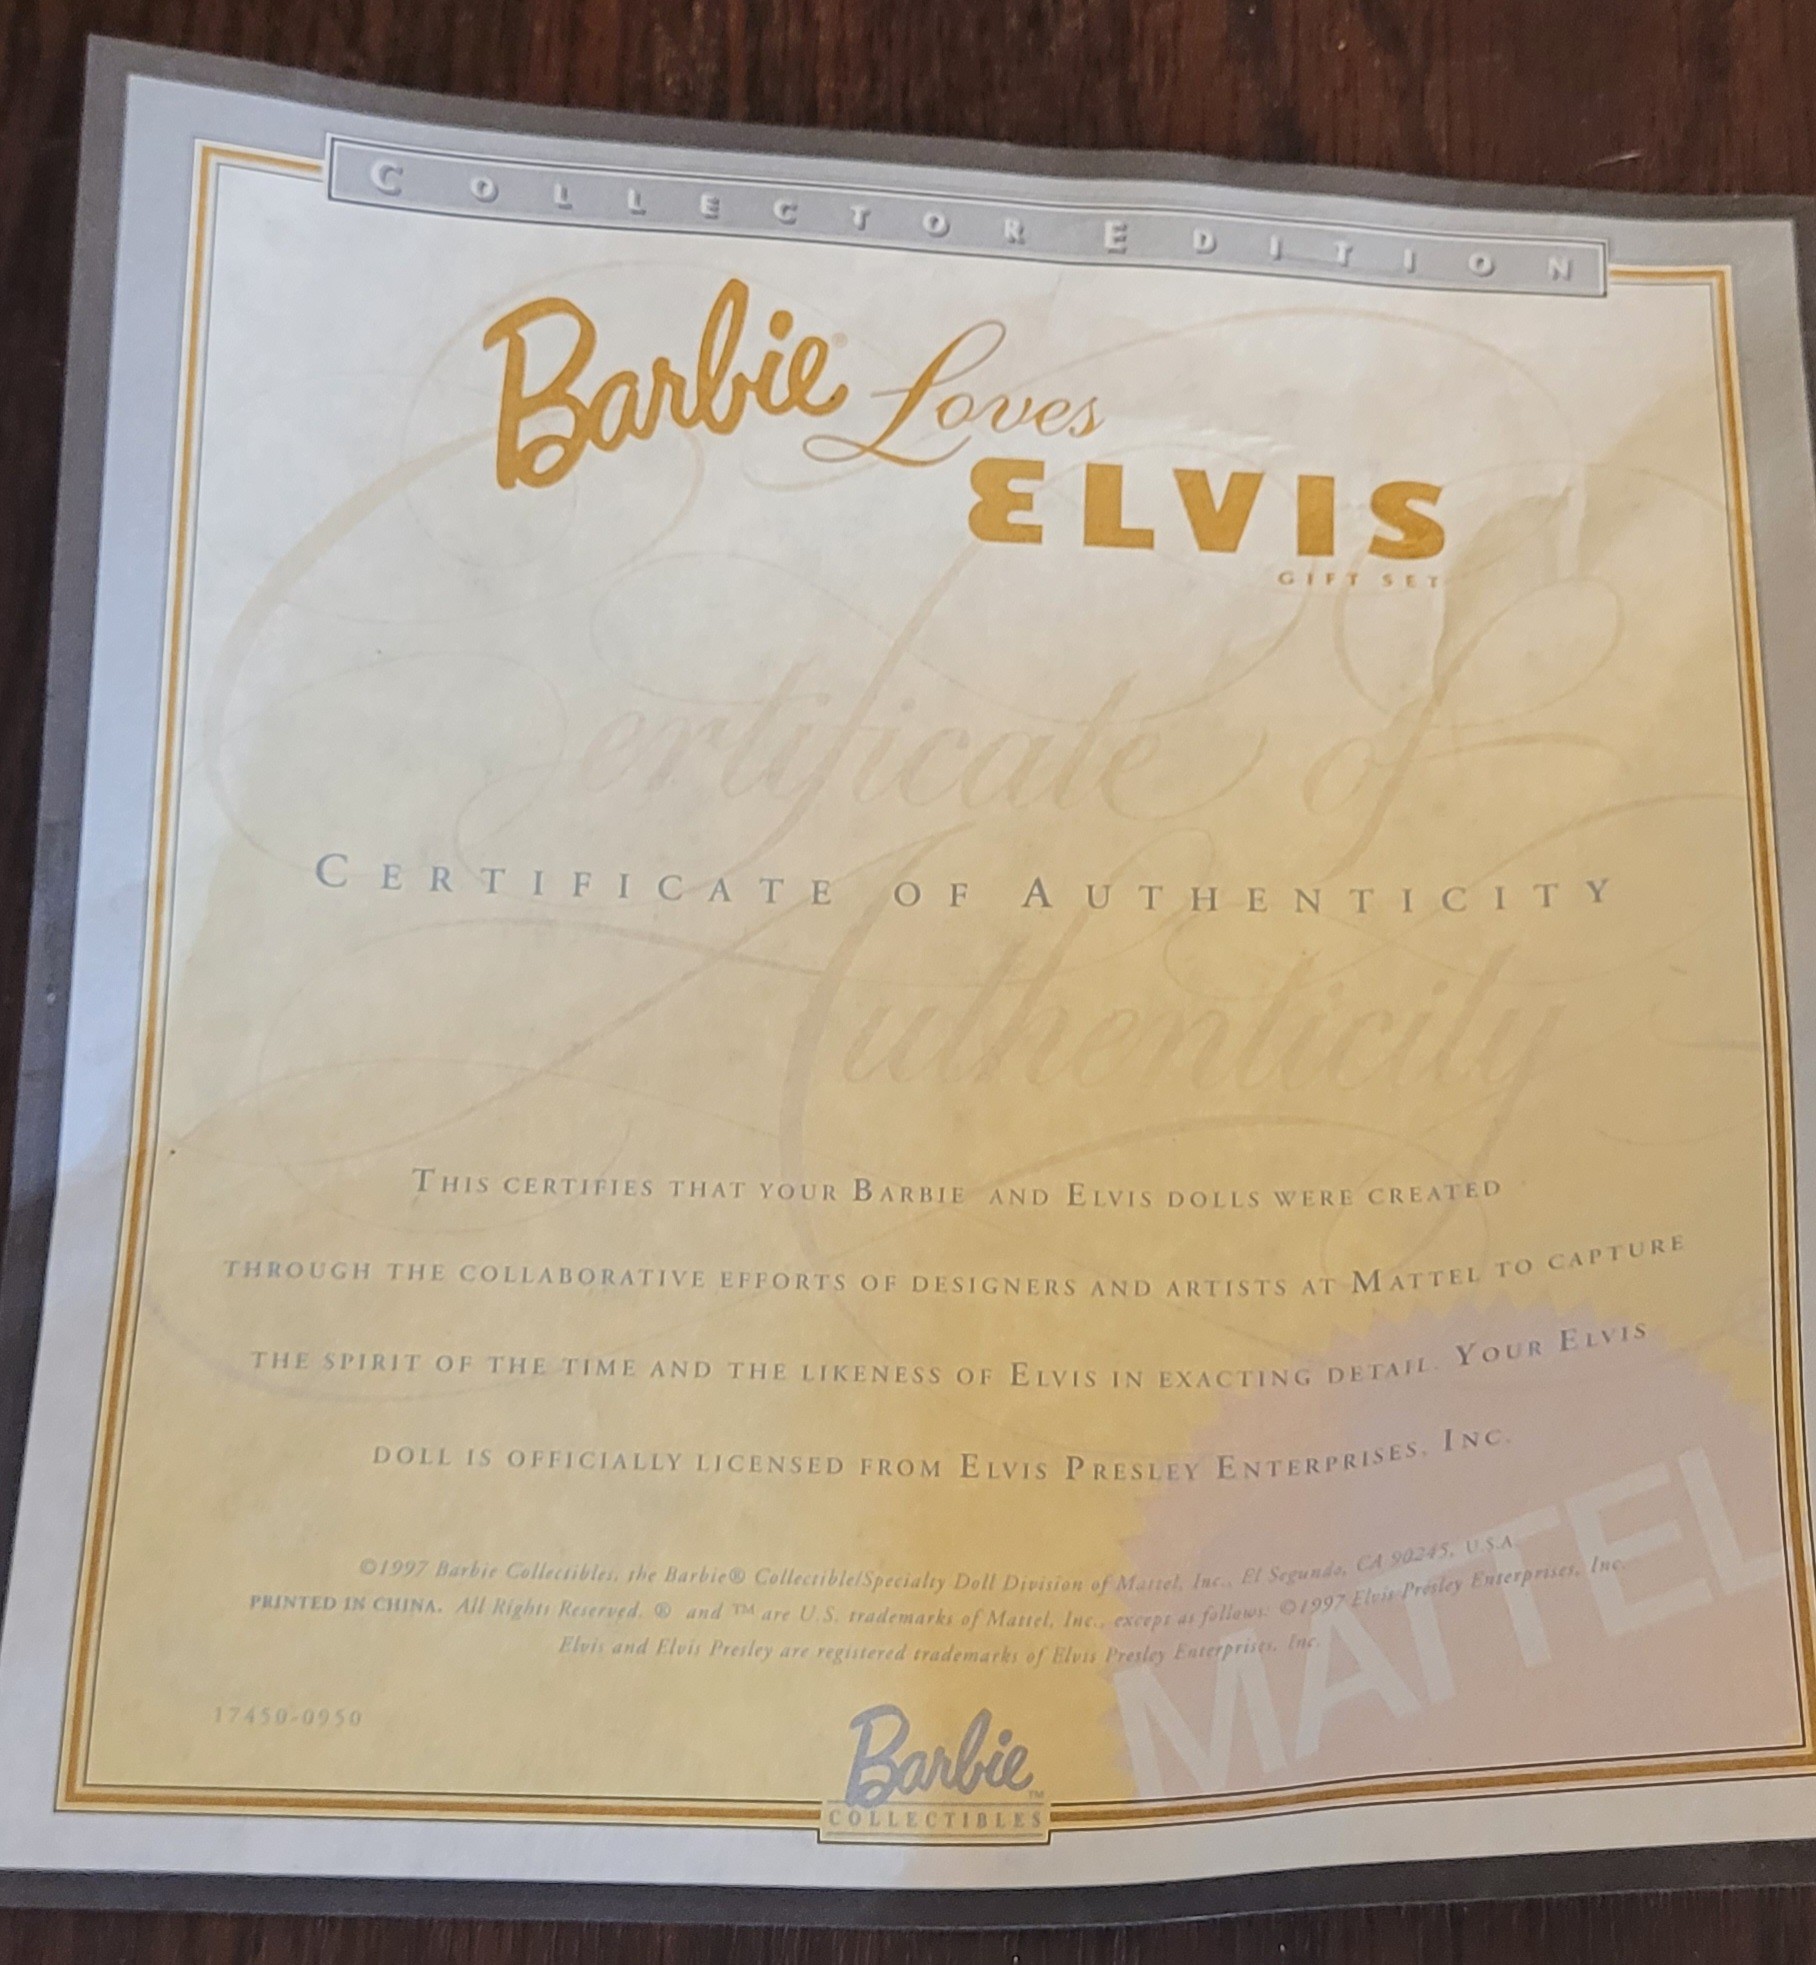 COLLECTOR EDITION
Barbie® Loves
ELVIS
GIFT SET
Certificate of
CERTIFICATE OF AUTHENTICITY
Authenticity
THIS CERTIFIES THAT YOUR BARBIE AND ELVIS DOLLS WERE CREATED
THROUGH THE COLLABORATIVE EFFORTS OF DESIGNERS AND ARTISTS AT MATTEL TO CAPTURE
THE SPIRIT OF THE TIME AND THE LIKENESS OF ELVIS IN EXACTING DETAIL. YOUR ELVIS
DOLL IS OFFICIALLY LICENSED FROM ELVIS PRESLEY ENTERPRISES, INC.
©1997 Barbie Collectibles, the Barbie® Collectible/Specialty Doll Division of Mattel, Inc., El Segundo, CA 90245, U.S.A.
PRINTED IN CHINA. All Rights Reserved. ® and ™ are U.S. trademarks of Mattel, Inc., except as follows: ©1997 Elvis Presley Enterprises, Inc.
Elvis and Elvis Presley are registered trademarks of Elvis Presley Enterprises, Inc.
MATTEL
17450-0950
Barbie™
COLLECTIBLES